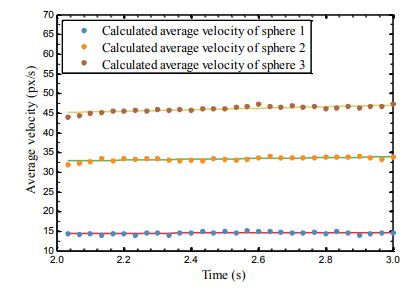 70
65
60
55
50
45
40
35
30
25
20
15
10
Average velocity (px/s)
Calculated average velocity of sphere 1
Calculated average velocity of sphere 2
Calculated average velocity of sphere 3
2.0 2.2 2.4 2.6 2.8 3.0
Time (s)